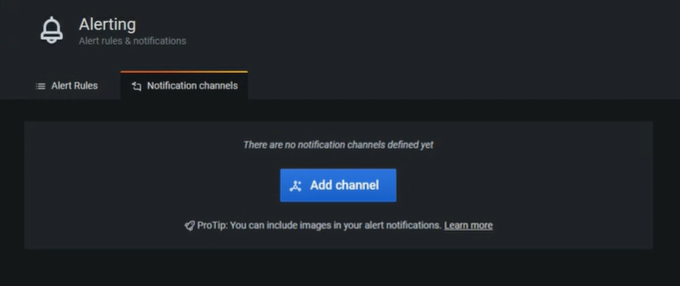 Alerting
Alert rules & notifications
Alert Rules
Notification channels
There are no notification channels defined yet
Add channel
ProTip: You can include images in your alert notifications. Learn more